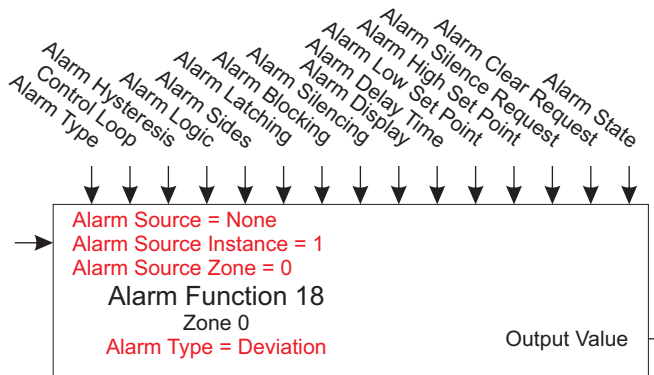 Alarm Type
Control Loop
Alarm Hysteresis
Alarm Logic
Alarm Sides
Alarm Latching
Alarm Blocking
Alarm Silencing
Alarm Display
Alarm Delay Time
Alarm Low Set Point
Alarm High Set Point
Alarm Silence Request
Alarm Clear Request
Alarm State
Alarm Source = None
Alarm Source Instance = 1
Alarm Source Zone = 0
Alarm Function 18
Zone 0
Alarm Type = Deviation
Output Value